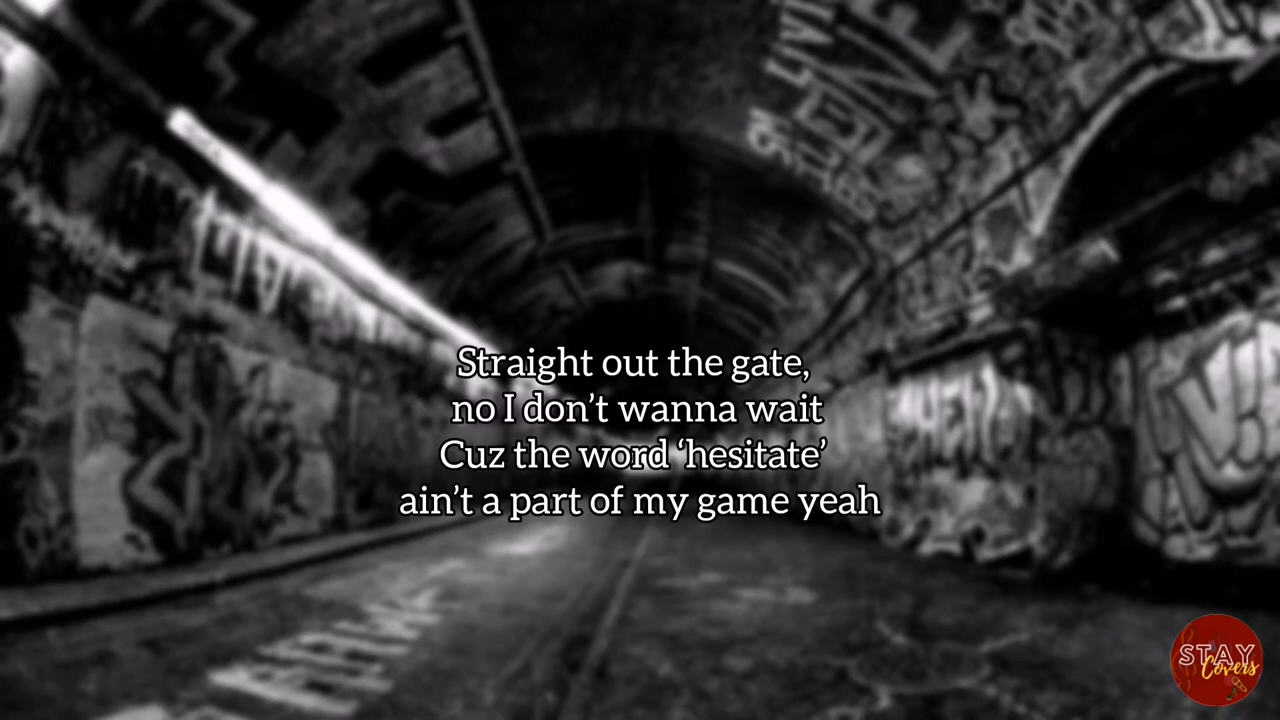 Straight out the gate,
no I don’t wanna wait
Cuz the word ‘hesitate’
ain’t a part of my game yeah
STAY
Covers